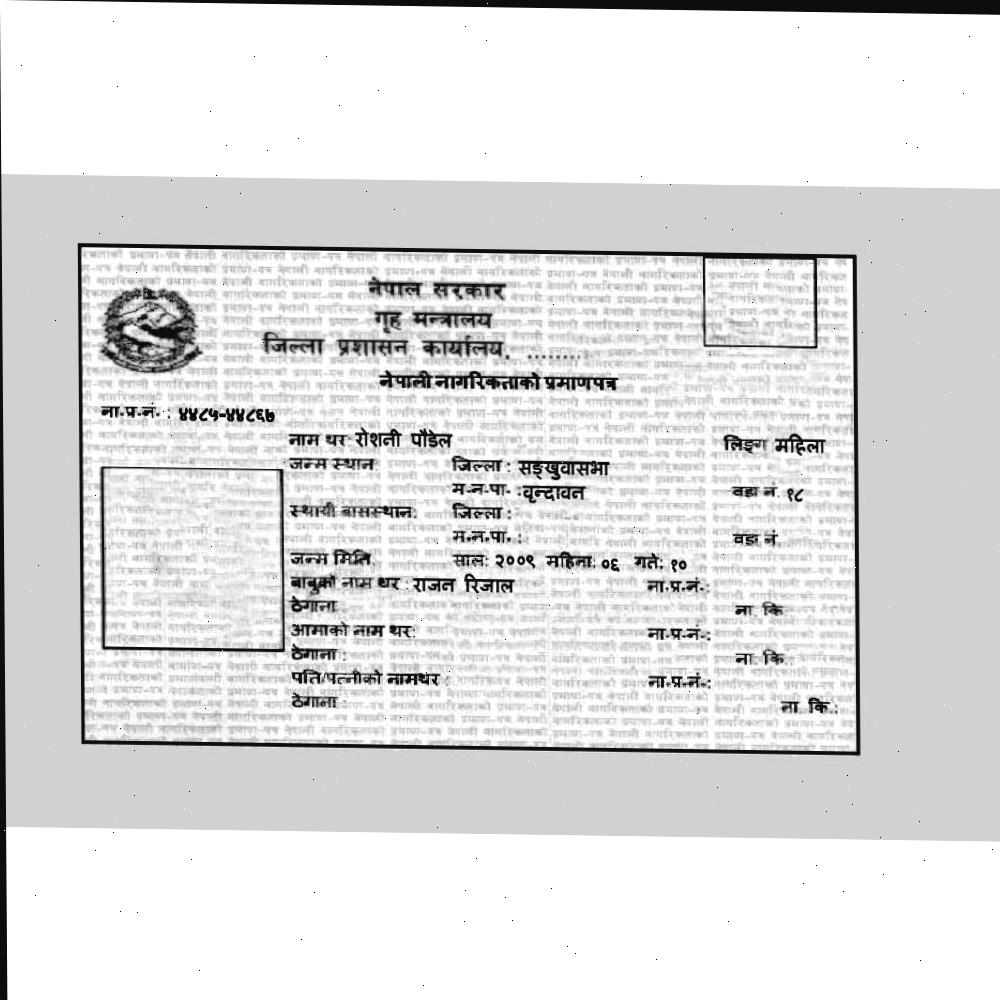 नेपाल सरकार
गृह मन्त्रालय
जिल्ला प्रशासन कार्यालय, .........
नेपाली नागरिकताको प्रमाणपत्र
ना.प्र.नं. : ४४८५-४४८६७
नाम थर: रोशनी पौडेल लिङ्ग महिला
जन्म स्थान जिल्ला : सङ्खुवासभा
म.न.पा. : वृन्दावन वडा नं. १८
स्थायी बासस्थान: जिल्ला :
म.न.पा. : वडा नं.
जन्म मिति साल: २००९ महिना: ०६ गते: १०
बाबुको नाम थर : राजन रिजाल ना.प्र.नं.:
ठेगाना ना. कि.
आमाको नाम थर: ना.प्र.नं.:
ठेगाना : ना. कि.:
पति/पत्नीको नामथर : ना.प्र.नं.:
ठेगाना : ना. कि.: